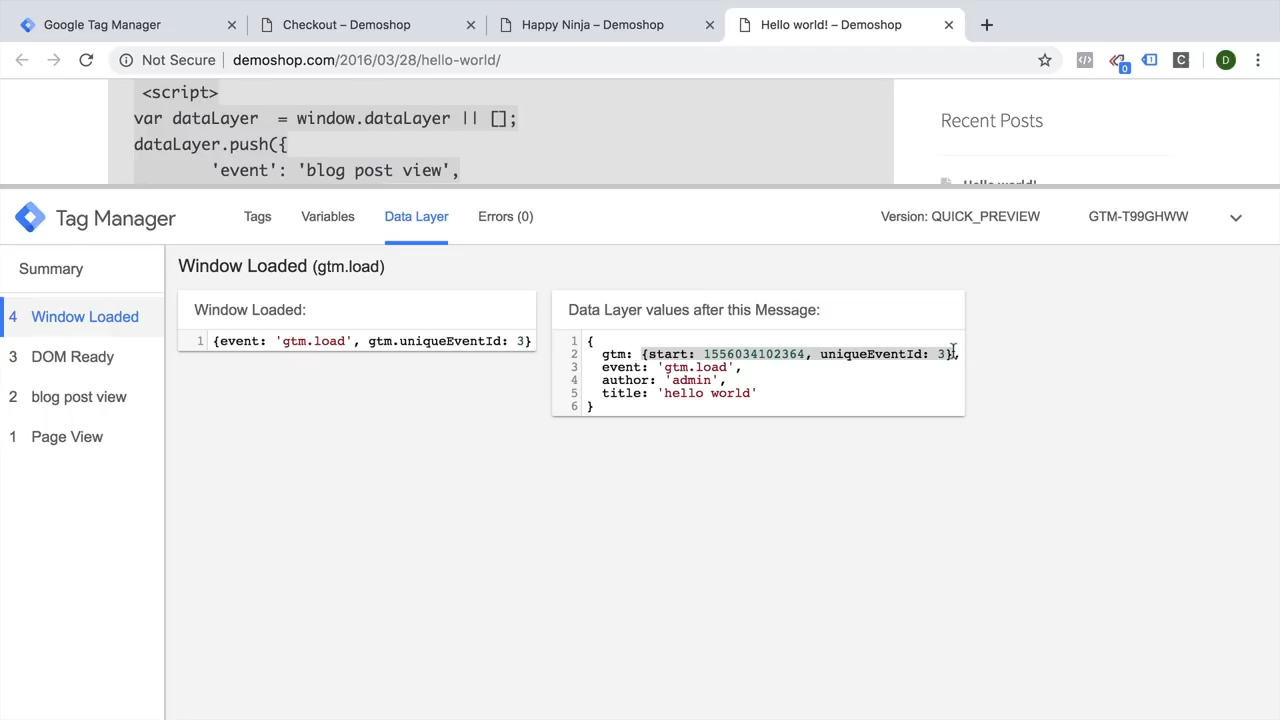 Google Tag Manager
Checkout – Demoshop
Happy Ninja – Demoshop
Hello world! – Demoshop
Not Secure
demoshop.com/2016/03/28/hello-world/
0
1
C
D
<script>
var dataLayer  = window.dataLayer || [];
dataLayer.push({
'event': 'blog post view',
Recent Posts
Hello world!
Tag Manager
Tags
Variables
Data Layer
Errors (0)
Version: QUICK_PREVIEW
GTM-T99GHWW
Summary
4 Window Loaded
3 DOM Ready
2 blog post view
1 Page View
Window Loaded (gtm.load)
Window Loaded:
1 {event: 'gtm.load', gtm.uniqueEventId: 3}
Data Layer values after this Message:
1 {
2 gtm: {start: 1556034102364, uniqueEventId: 3},
3 event: 'gtm.load',
4 author: 'admin',
5 title: 'hello world'
6 }